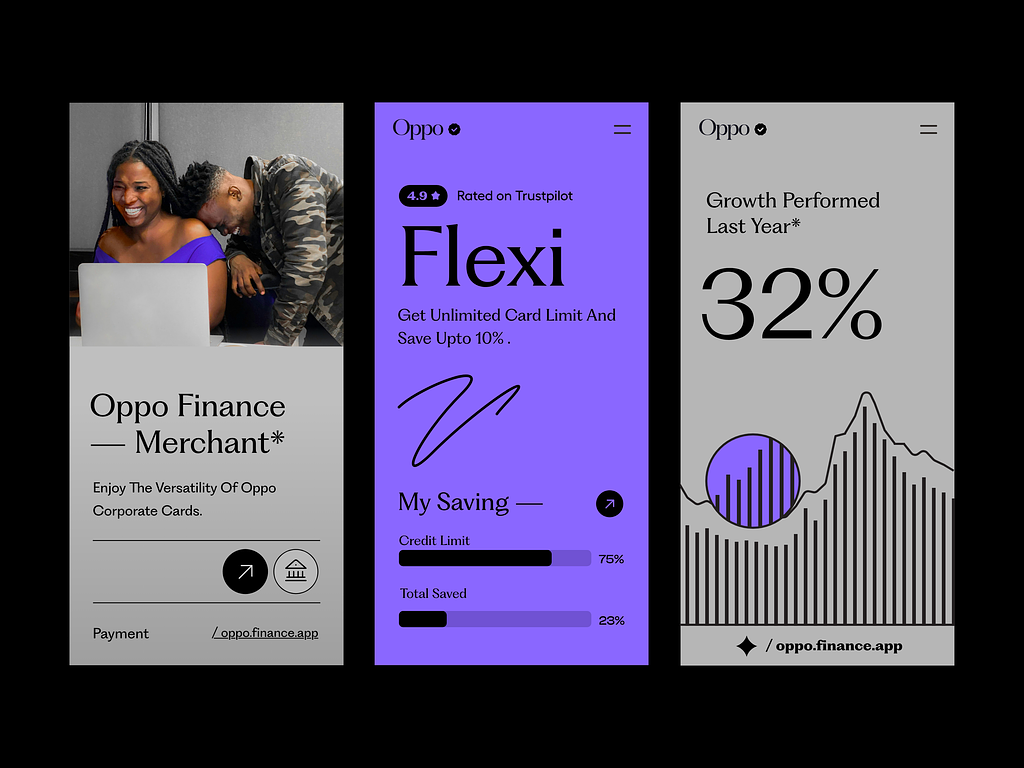 Oppo Finance
— Merchant*
Enjoy The Versatility Of Oppo
Corporate Cards.
Payment
/ oppo.finance.app
Oppo
4.9 Rated on Trustpilot
Flexi
Get Unlimited Card Limit And
Save Upto 10% .
My Saving —
Credit Limit
75%
Total Saved
23%
Oppo
Growth Performed
Last Year*
32%
/ oppo.finance.app